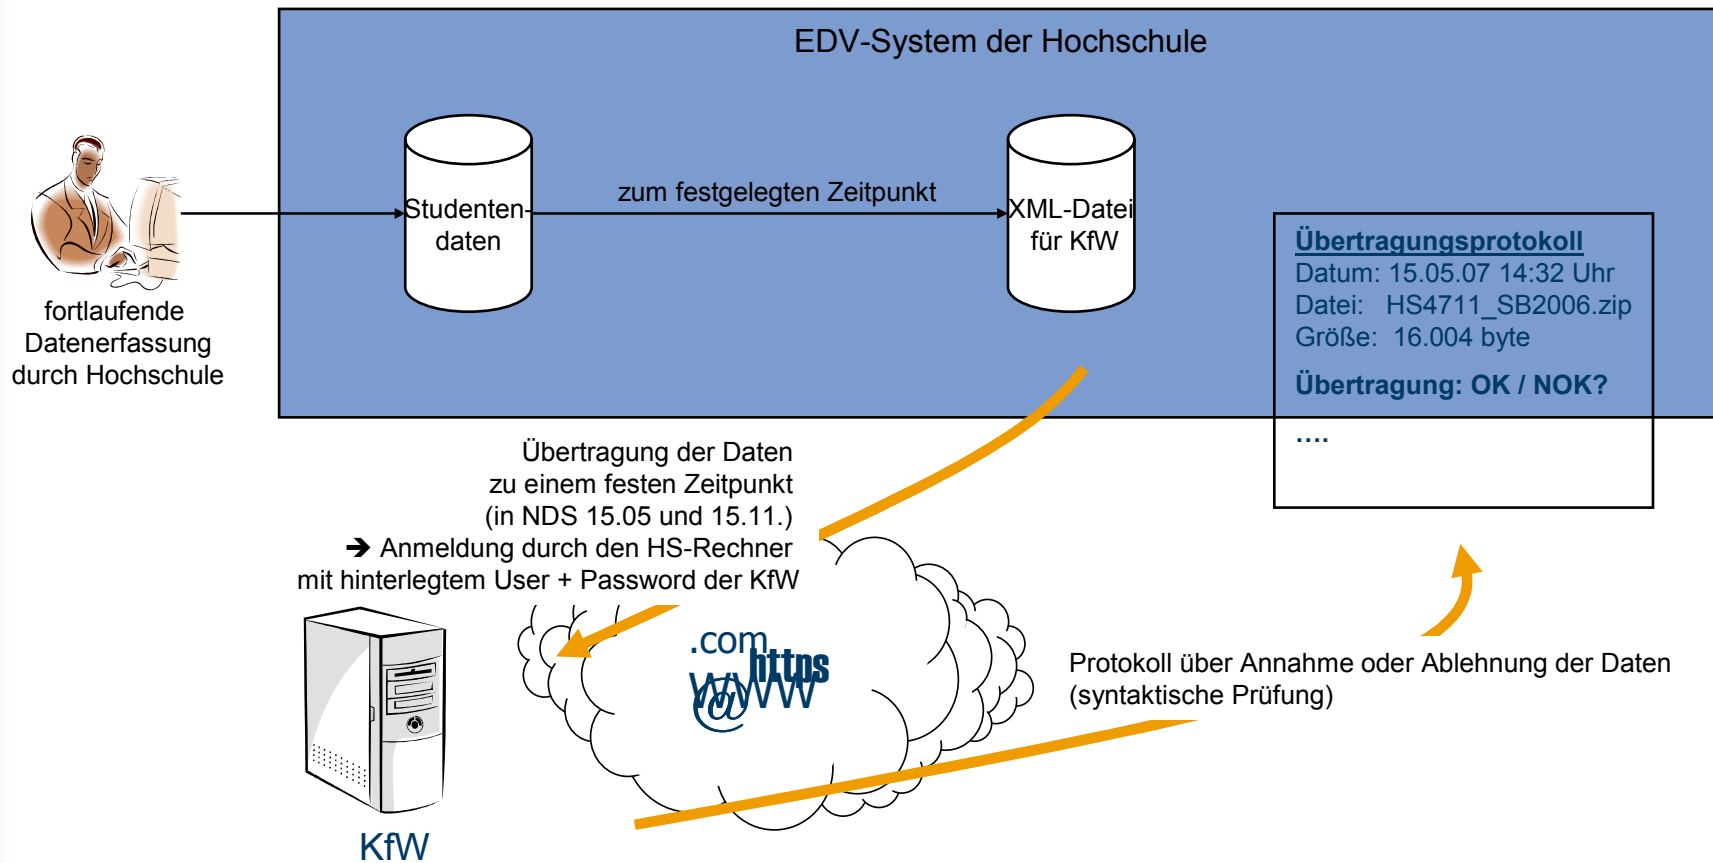 EDV-System der Hochschule
zum festgelegten Zeitpunkt
Studenten-
daten
XML-Datei
für KfW
fortlaufende
Datenerfassung
durch Hochschule
Übertragungsprotokoll
Datum: 15.05.07 14:32 Uhr
Datei: HS4711_SB2006.zip
Größe: 16.004 byte
Übertragung: OK / NOK?
....
Übertragung der Daten
zu einem festen Zeitpunkt
(in NDS 15.05 und 15.11.)
➔ Anmeldung durch den HS-Rechner
mit hinterlegtem User + Password der KfW
.com
https
WWW
@
Protokoll über Annahme oder Ablehnung der Daten
(syntaktische Prüfung)
KfW